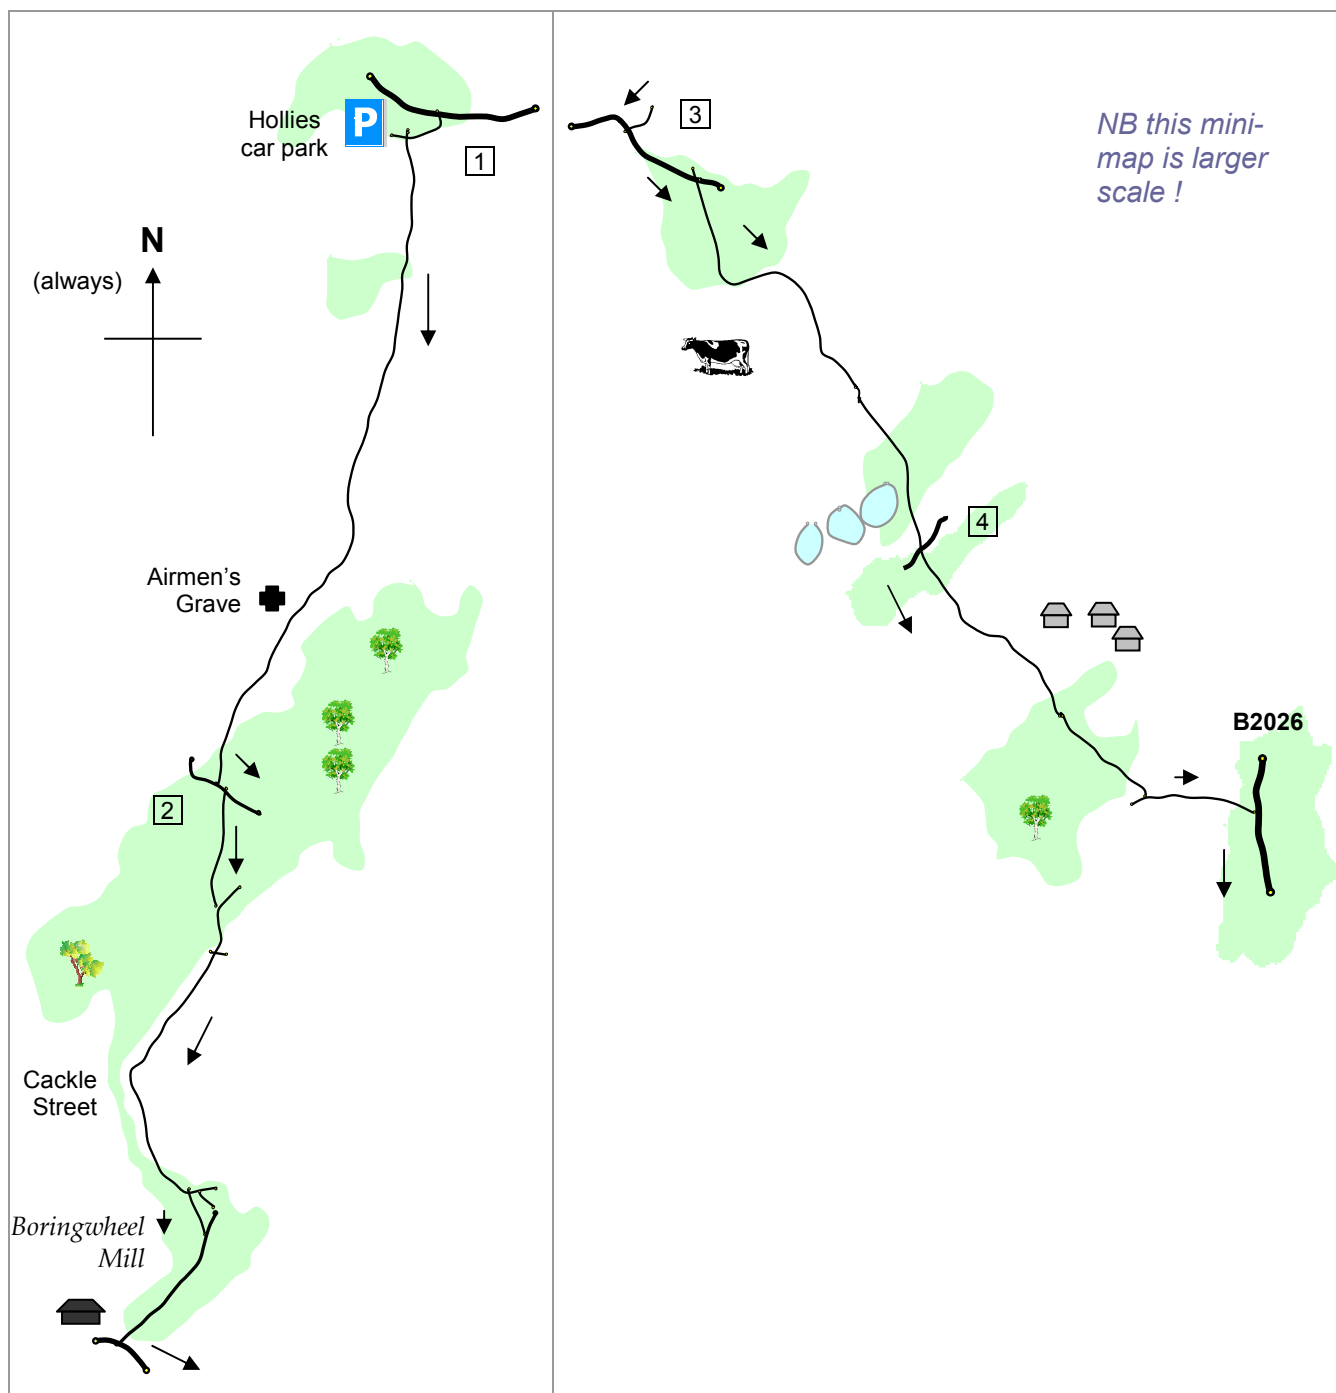 Hollies
car park
P
1
N
(always)
Airmen's
Grave
2
Cackle
Street
Boringwheel
Mill
3
NB this mini-
map is larger
scale !
4
B2026